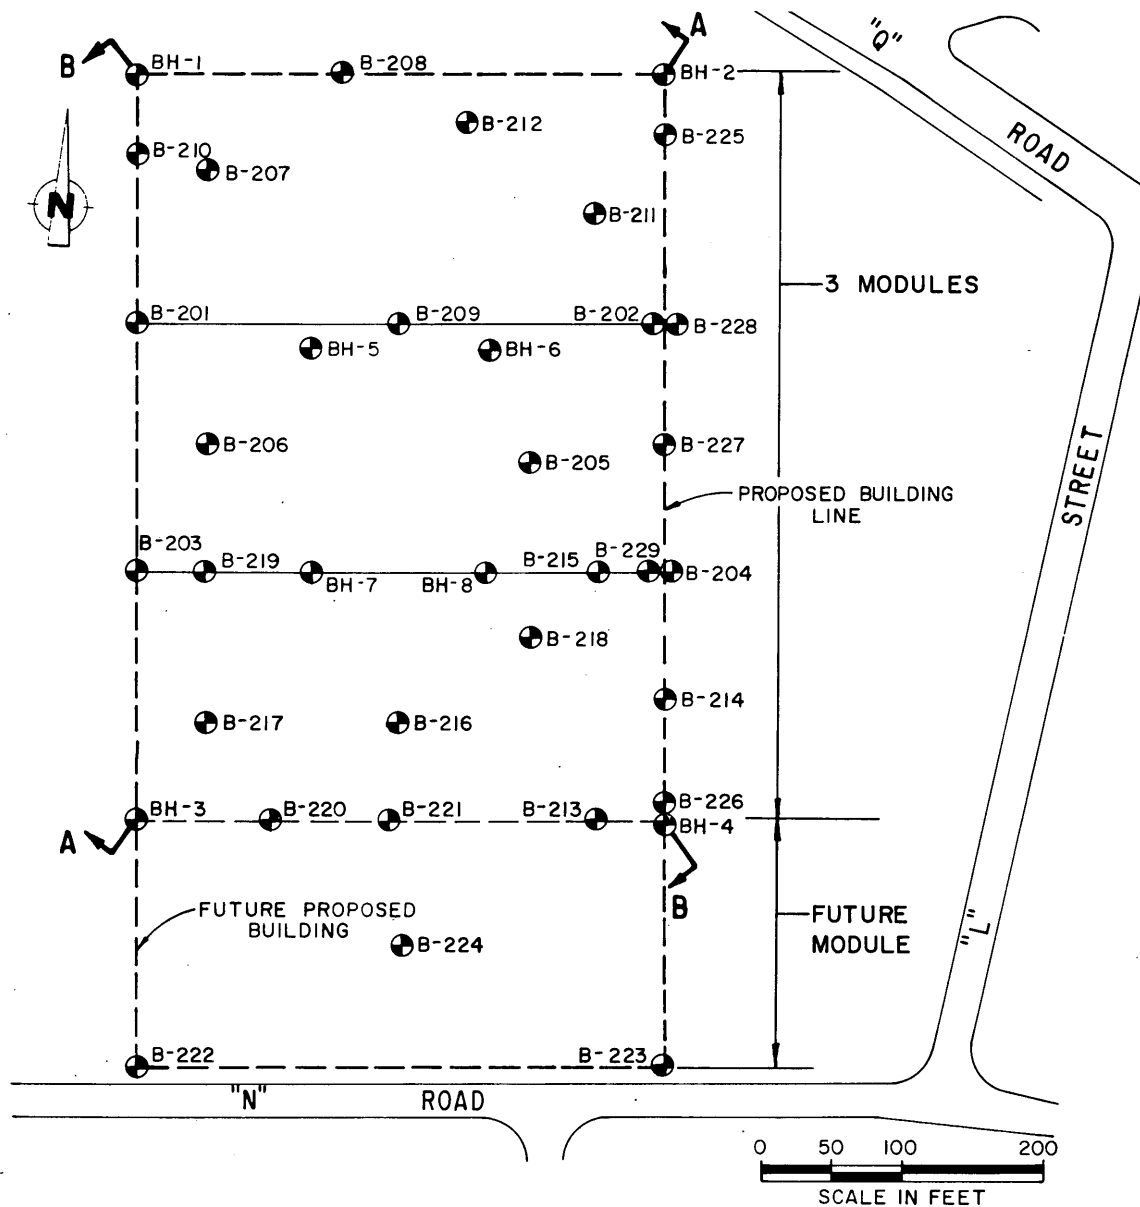 "Q"
A
B
BH-1
B-208
BH-2
B-212
B-225
ROAD
B-210
B-207
N
B-211
3 MODULES
B-201
B-209
B-202
B-228
BH-5
BH-6
B-206
B-205
B-227
STREET
PROPOSED BUILDING
LINE
B-203
B-219
BH-7
BH-8
B-215
B-229
B-204
B-218
B-214
B-217
B-216
B-226
BH-3
B-220
B-221
B-213
BH-4
A
B
FUTURE PROPOSED
BUILDING
FUTURE
MODULE
"L"
B-224
B-222
B-223
"N" ROAD
0 50 100 200
SCALE IN FEET